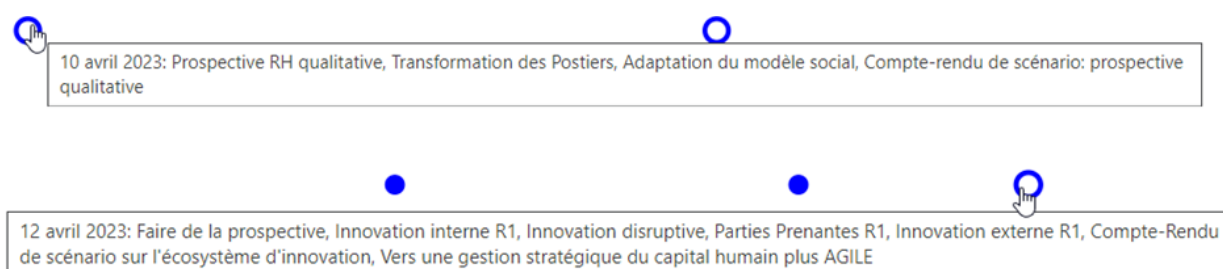 10 avril 2023: Prospective RH qualitative, Transformation des Postiers, Adaptation du modèle social, Compte-rendu de scénario: prospective
qualitative
12 avril 2023: Faire de la prospective, Innovation interne R1, Innovation disruptive, Parties Prenantes R1, Innovation externe R1, Compte-Rendu
de scénario sur l'écosystème d'innovation, Vers une gestion stratégique du capital humain plus AGILE